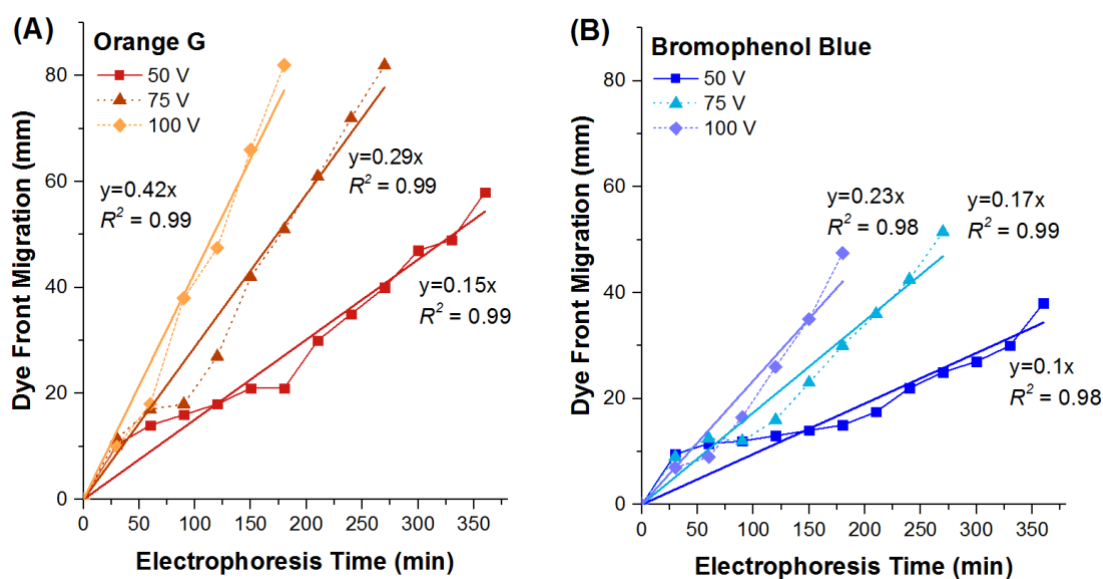 (A)
Orange G
50 V
75 V
100 V
y=0.42x
R² = 0.99
y=0.29x
R² = 0.99
y=0.15x
R² = 0.99
Dye Front Migration (mm)
80
60
40
20
0
0 50 100 150 200 250 300 350
Electrophoresis Time (min)
(B)
Bromophenol Blue
50 V
75 V
100 V
y=0.23x
R² = 0.98
y=0.17x
R² = 0.99
y=0.1x
R² = 0.98
Dye Front Migration (mm)
80
60
40
20
0
0 50 100 150 200 250 300 350
Electrophoresis Time (min)